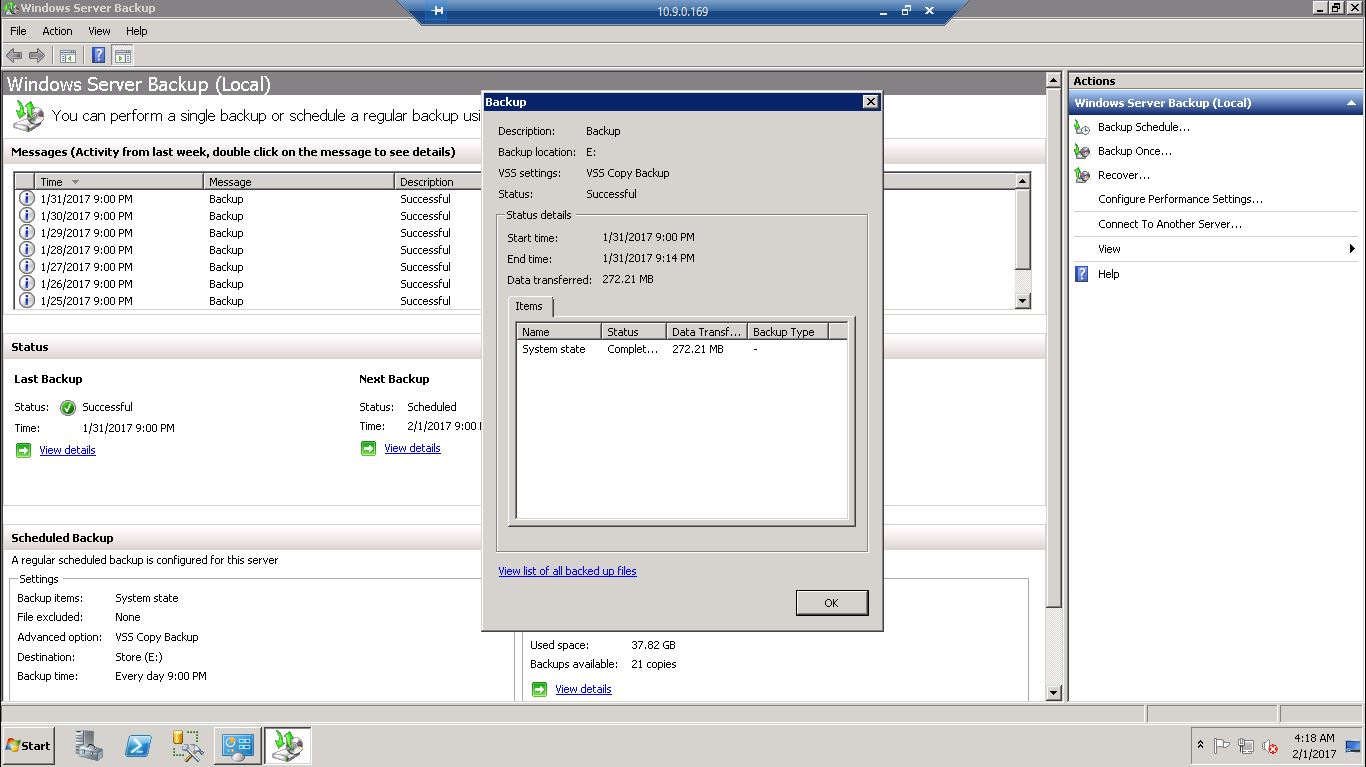 Windows Server Backup
10.9.0.169
File Action View Help
Windows Server Backup (Local)
You can perform a single backup or schedule a regular backup usi
Messages (Activity from last week, double click on the message to see details)
Time Message Description
1/31/2017 9:00 PM Backup Successful
1/30/2017 9:00 PM Backup Successful
1/29/2017 9:00 PM Backup Successful
1/28/2017 9:00 PM Backup Successful
1/27/2017 9:00 PM Backup Successful
1/26/2017 9:00 PM Backup Successful
1/25/2017 9:00 PM Backup Successful
Status
Last Backup
Status: Successful
Time: 1/31/2017 9:00 PM
View details
Next Backup
Status: Scheduled
Time: 2/1/2017 9:00
View details
Scheduled Backup
A regular scheduled backup is configured for this server
Settings
Backup items: System state
File excluded: None
Advanced option: VSS Copy Backup
Destination: Store (E:)
Backup time: Every day 9:00 PM
Used space: 37.82 GB
Backups available: 21 copies
View details
Backup
Description: Backup
Backup location: E:
VSS settings: VSS Copy Backup
Status: Successful
Status details
Start time: 1/31/2017 9:00 PM
End time: 1/31/2017 9:14 PM
Data transferred: 272.21 MB
Items
Name Status Data Transf... Backup Type
System state Complet... 272.21 MB -
View list of all backed up files
OK
Actions
Windows Server Backup (Local)
Backup Schedule...
Backup Once...
Recover...
Configure Performance Settings...
Connect To Another Server...
View
Help
Start
4:18 AM
2/1/2017